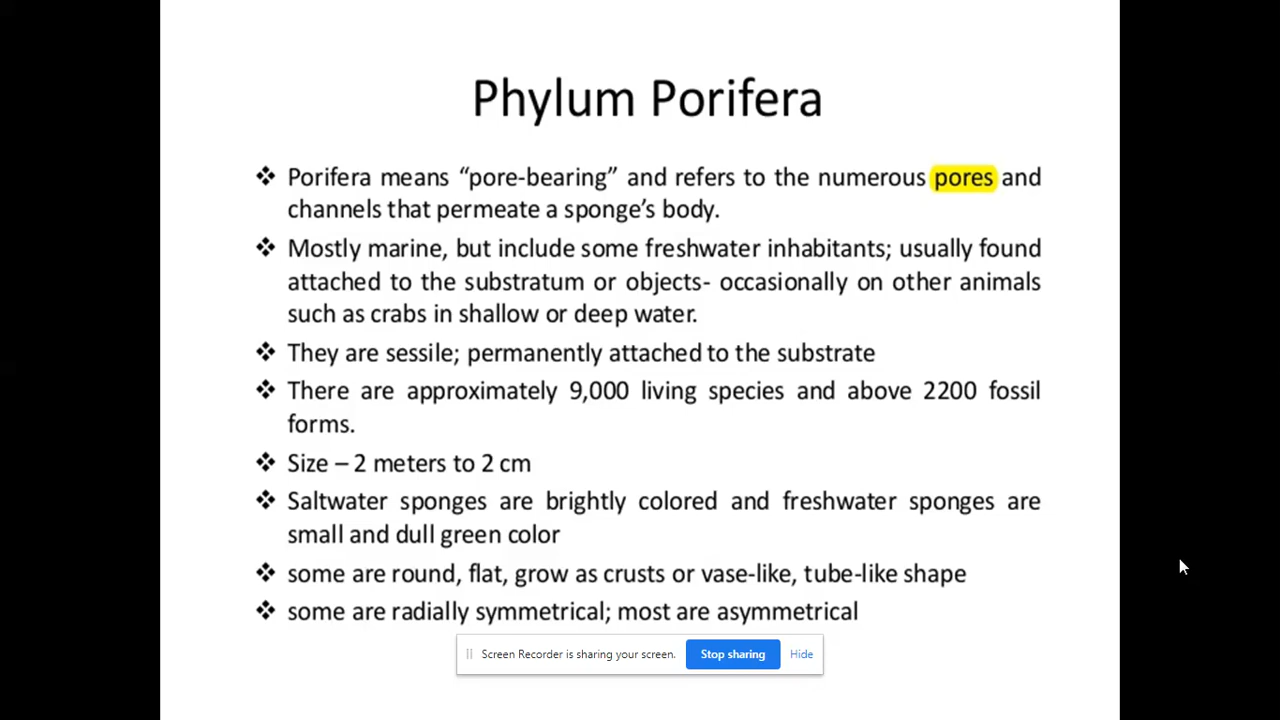 Phylum Porifera
❖ Porifera means “pore-bearing” and refers to the numerous pores and
channels that permeate a sponge’s body.
❖ Mostly marine, but include some freshwater inhabitants; usually found
attached to the substratum or objects- occasionally on other animals
such as crabs in shallow or deep water.
❖ They are sessile; permanently attached to the substrate
❖ There are approximately 9,000 living species and above 2200 fossil
forms.
❖ Size – 2 meters to 2 cm
❖ Saltwater sponges are brightly colored and freshwater sponges are
small and dull green color
❖ some are round, flat, grow as crusts or vase-like, tube-like shape
❖ some are radially symmetrical; most are asymmetrical
Screen Recorder is sharing your screen. Stop sharing Hide